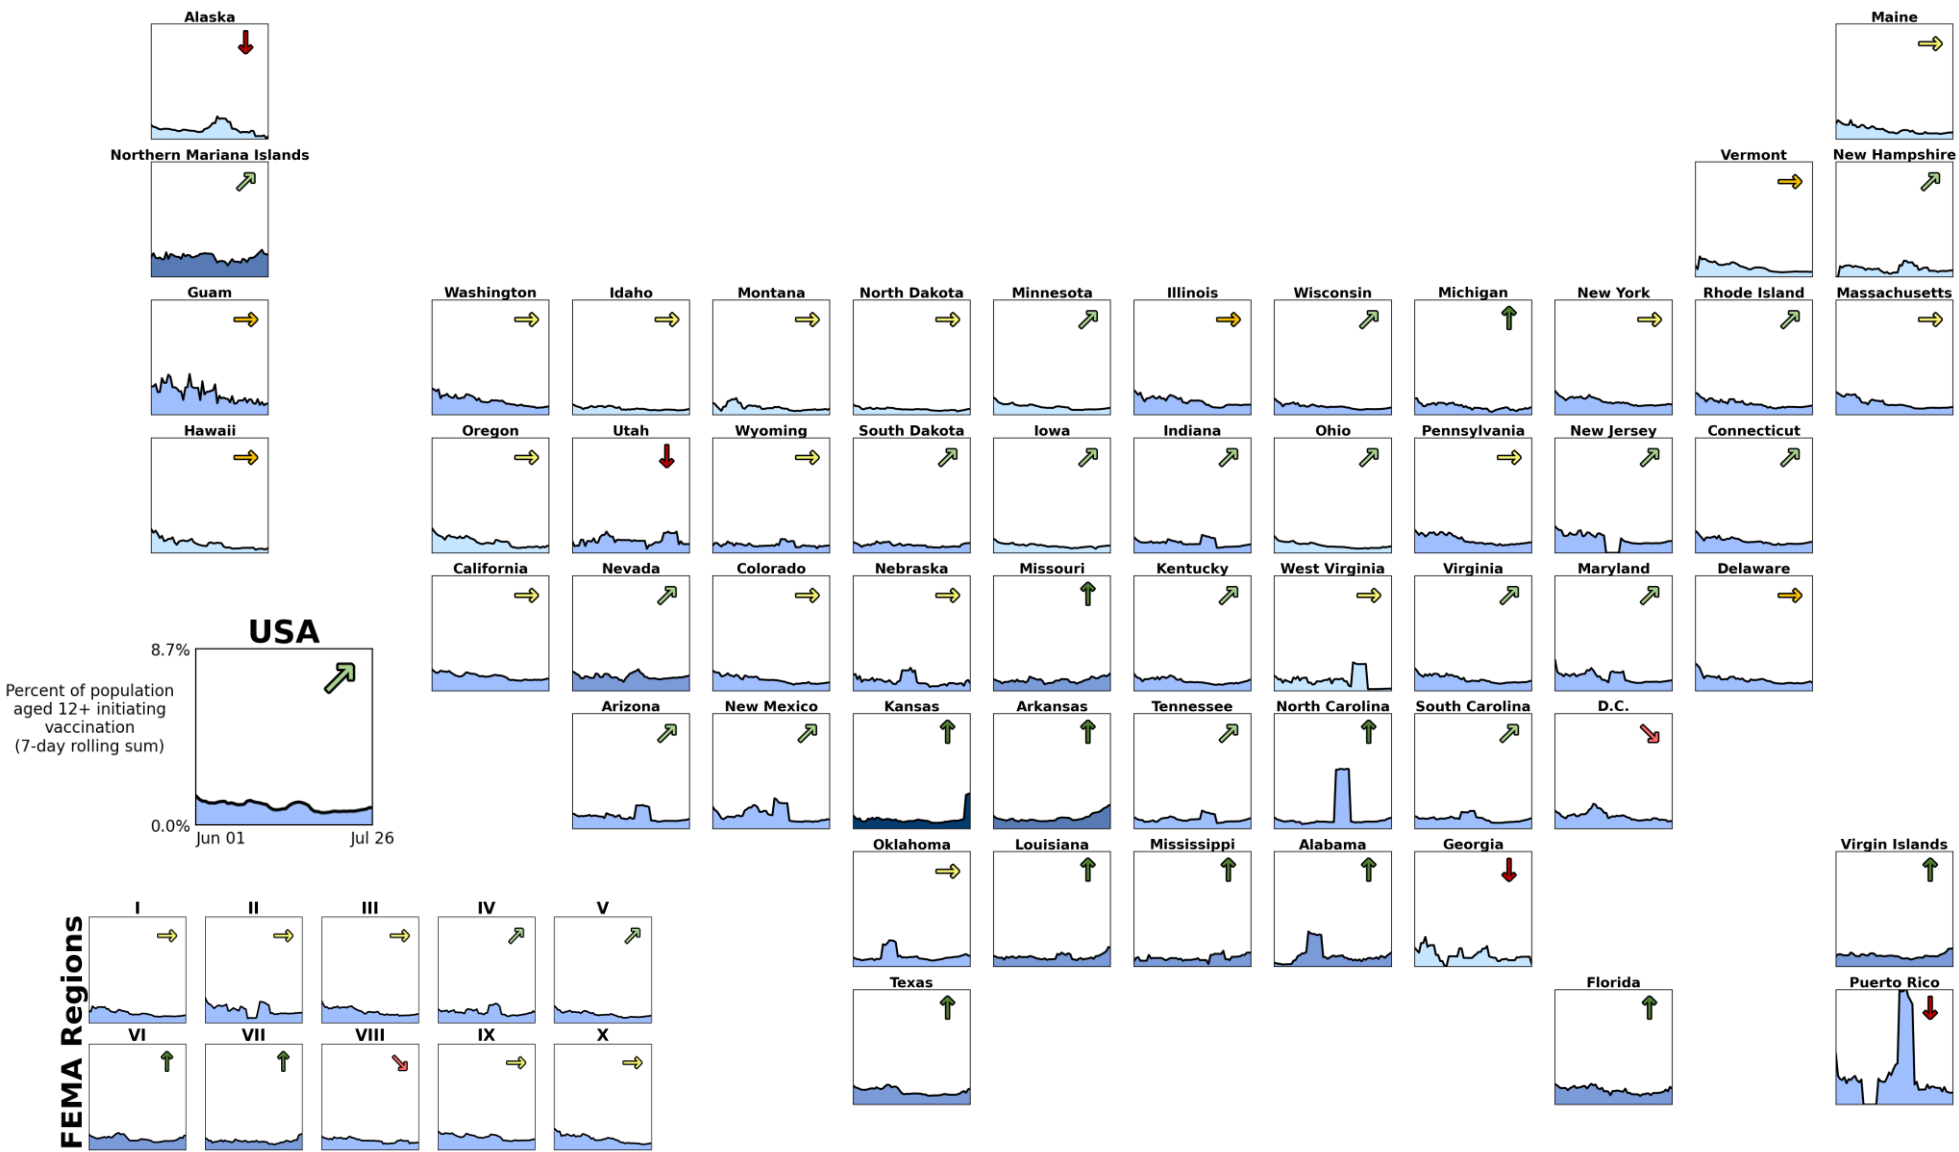 Alaska
Maine
Northern Mariana Islands
Vermont
New Hampshire
Guam
Washington
Idaho
Montana
North Dakota
Minnesota
Illinois
Wisconsin
Michigan
New York
Rhode Island
Massachusetts
Hawaii
Oregon
Utah
Wyoming
South Dakota
Iowa
Indiana
Ohio
Pennsylvania
New Jersey
Connecticut
California
Nevada
Colorado
Nebraska
Missouri
Kentucky
West Virginia
Virginia
Maryland
Delaware
USA
8.7%
Percent of population
aged 12+ initiating
vaccination
(7-day rolling sum)
0.0%
Jun 01
Jul 26
Arizona
New Mexico
Kansas
Arkansas
Tennessee
North Carolina
South Carolina
D.C.
Oklahoma
Louisiana
Mississippi
Alabama
Georgia
Virgin Islands
Texas
Florida
Puerto Rico
FEMA Regions
I
II
III
IV
V
VI
VII
VIII
IX
X